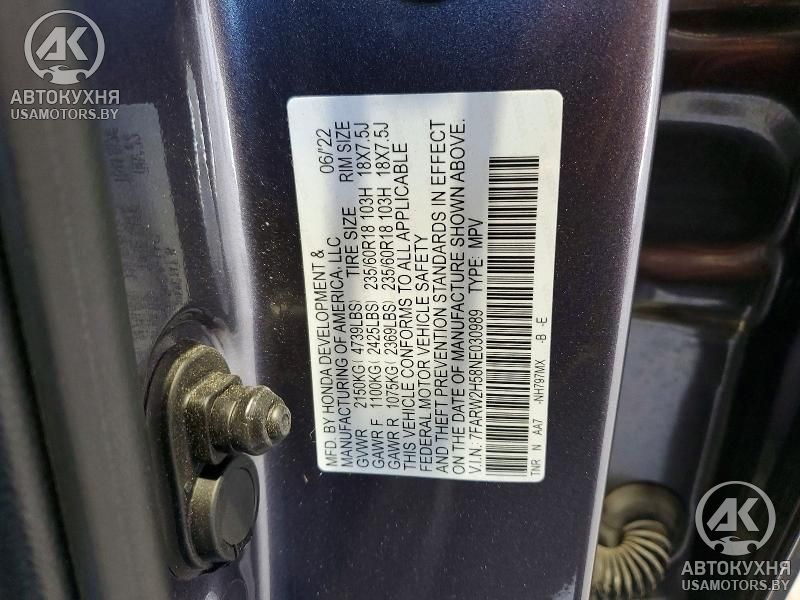 AK
АВТОКУХНЯ
USAMOTORS.BY
MFD. BY HONDA DEVELOPMENT & 06/'22
MANUFACTURING OF AMERICA, LLC
TIRE SIZE RIM SIZE
GVWR 2150KG( 4739LBS)
GAWR F 1100KG( 2425LBS) 235/60R18 103H 18X7.5J
GAWR R 1075KG( 2369LBS) 235/60R18 103H 18X7.5J
THIS VEHICLE CONFORMS TO ALL APPLICABLE
FEDERAL MOTOR VEHICLE SAFETY
AND THEFT PREVENTION STANDARDS IN EFFECT
ON THE DATE OF MANUFACTURE SHOWN ABOVE.
V.I.N.: 7FARW2H58NE030989 TYPE: MPV
TNR N AA7 -NH797MX -B -E
AK
АВТОКУХНЯ
USAMOTORS.BY